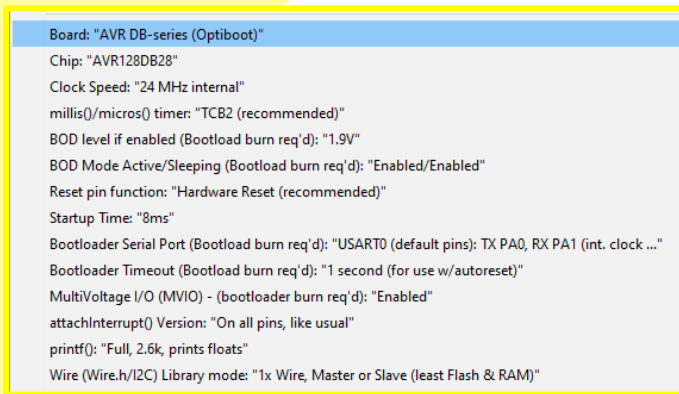 Board: "AVR DB-series (Optiboot)"
Chip: "AVR128DB28"
Clock Speed: "24 MHz internal"
millis()/micros() timer: "TCB2 (recommended)"
BOD level if enabled (Bootload burn req'd): "1.9V"
BOD Mode Active/Sleeping (Bootload burn req'd): "Enabled/Enabled"
Reset pin function: "Hardware Reset (recommended)"
Startup Time: "8ms"
Bootloader Serial Port (Bootload burn req'd): "USART0 (default pins): TX PA0, RX PA1 (int. clock ..."
Bootloader Timeout (Bootload burn req'd): "1 second (for use w/autoreset)"
MultiVoltage I/O (MVIO) - (bootloader burn req'd): "Enabled"
attachInterrupt() Version: "On all pins, like usual"
printf(): "Full, 2.6k, prints floats"
Wire (Wire.h/I2C) Library mode: "1x Wire, Master or Slave (least Flash & RAM)"